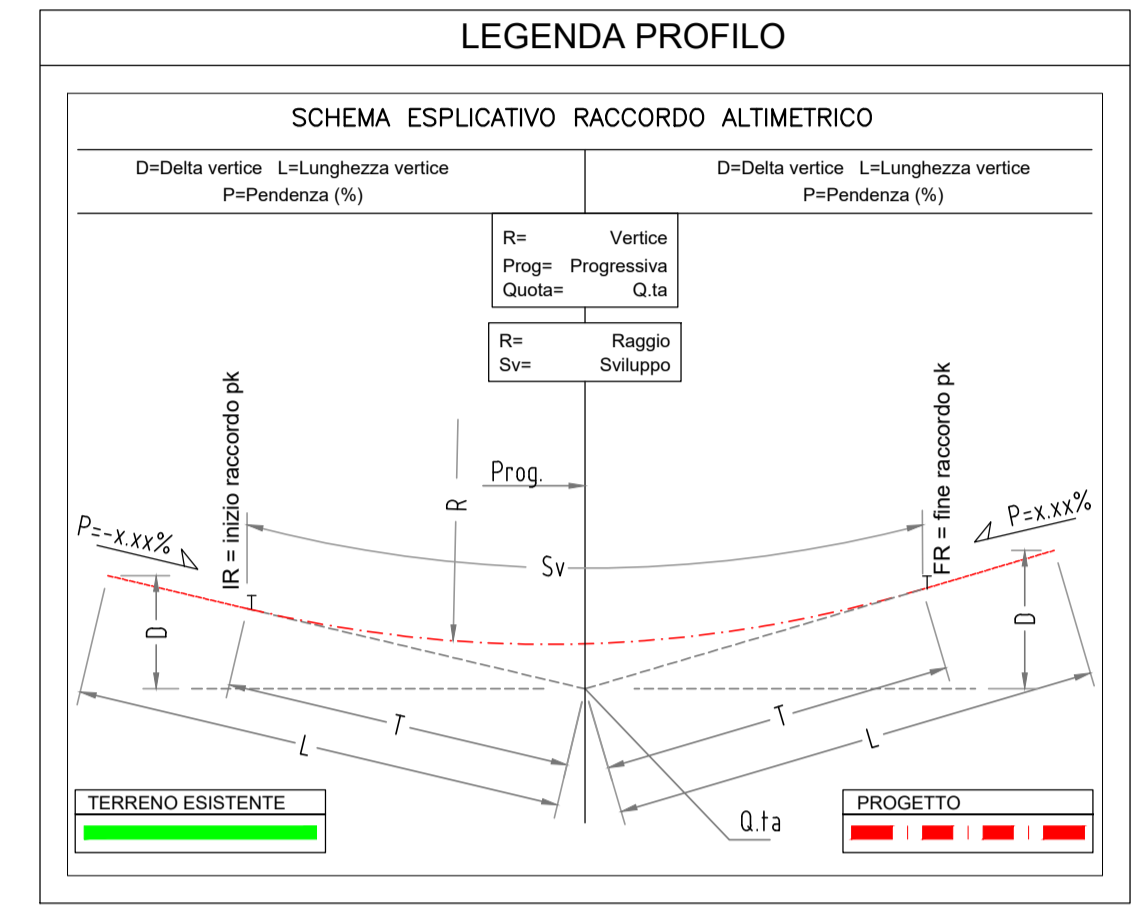 LEGENDA PROFILO
SCHEMA ESPLICATIVO RACCORDO ALTIMETRICO
D=Delta vertice L=Lunghezza vertice
P=Pendenza (%)
D=Delta vertice L=Lunghezza vertice
P=Pendenza (%)
R= Vertice
Prog= Progressiva
Quota= Q.ta
R= Raggio
Sv= Sviluppo
IR = inizio raccordo pk
FR = fine raccordo pk
Prog.
R
P=-x.xx%
P=x.xx%
Sv
T
T
D
D
T
T
L
L
Q.ta
TERRENO ESISTENTE
PROGETTO